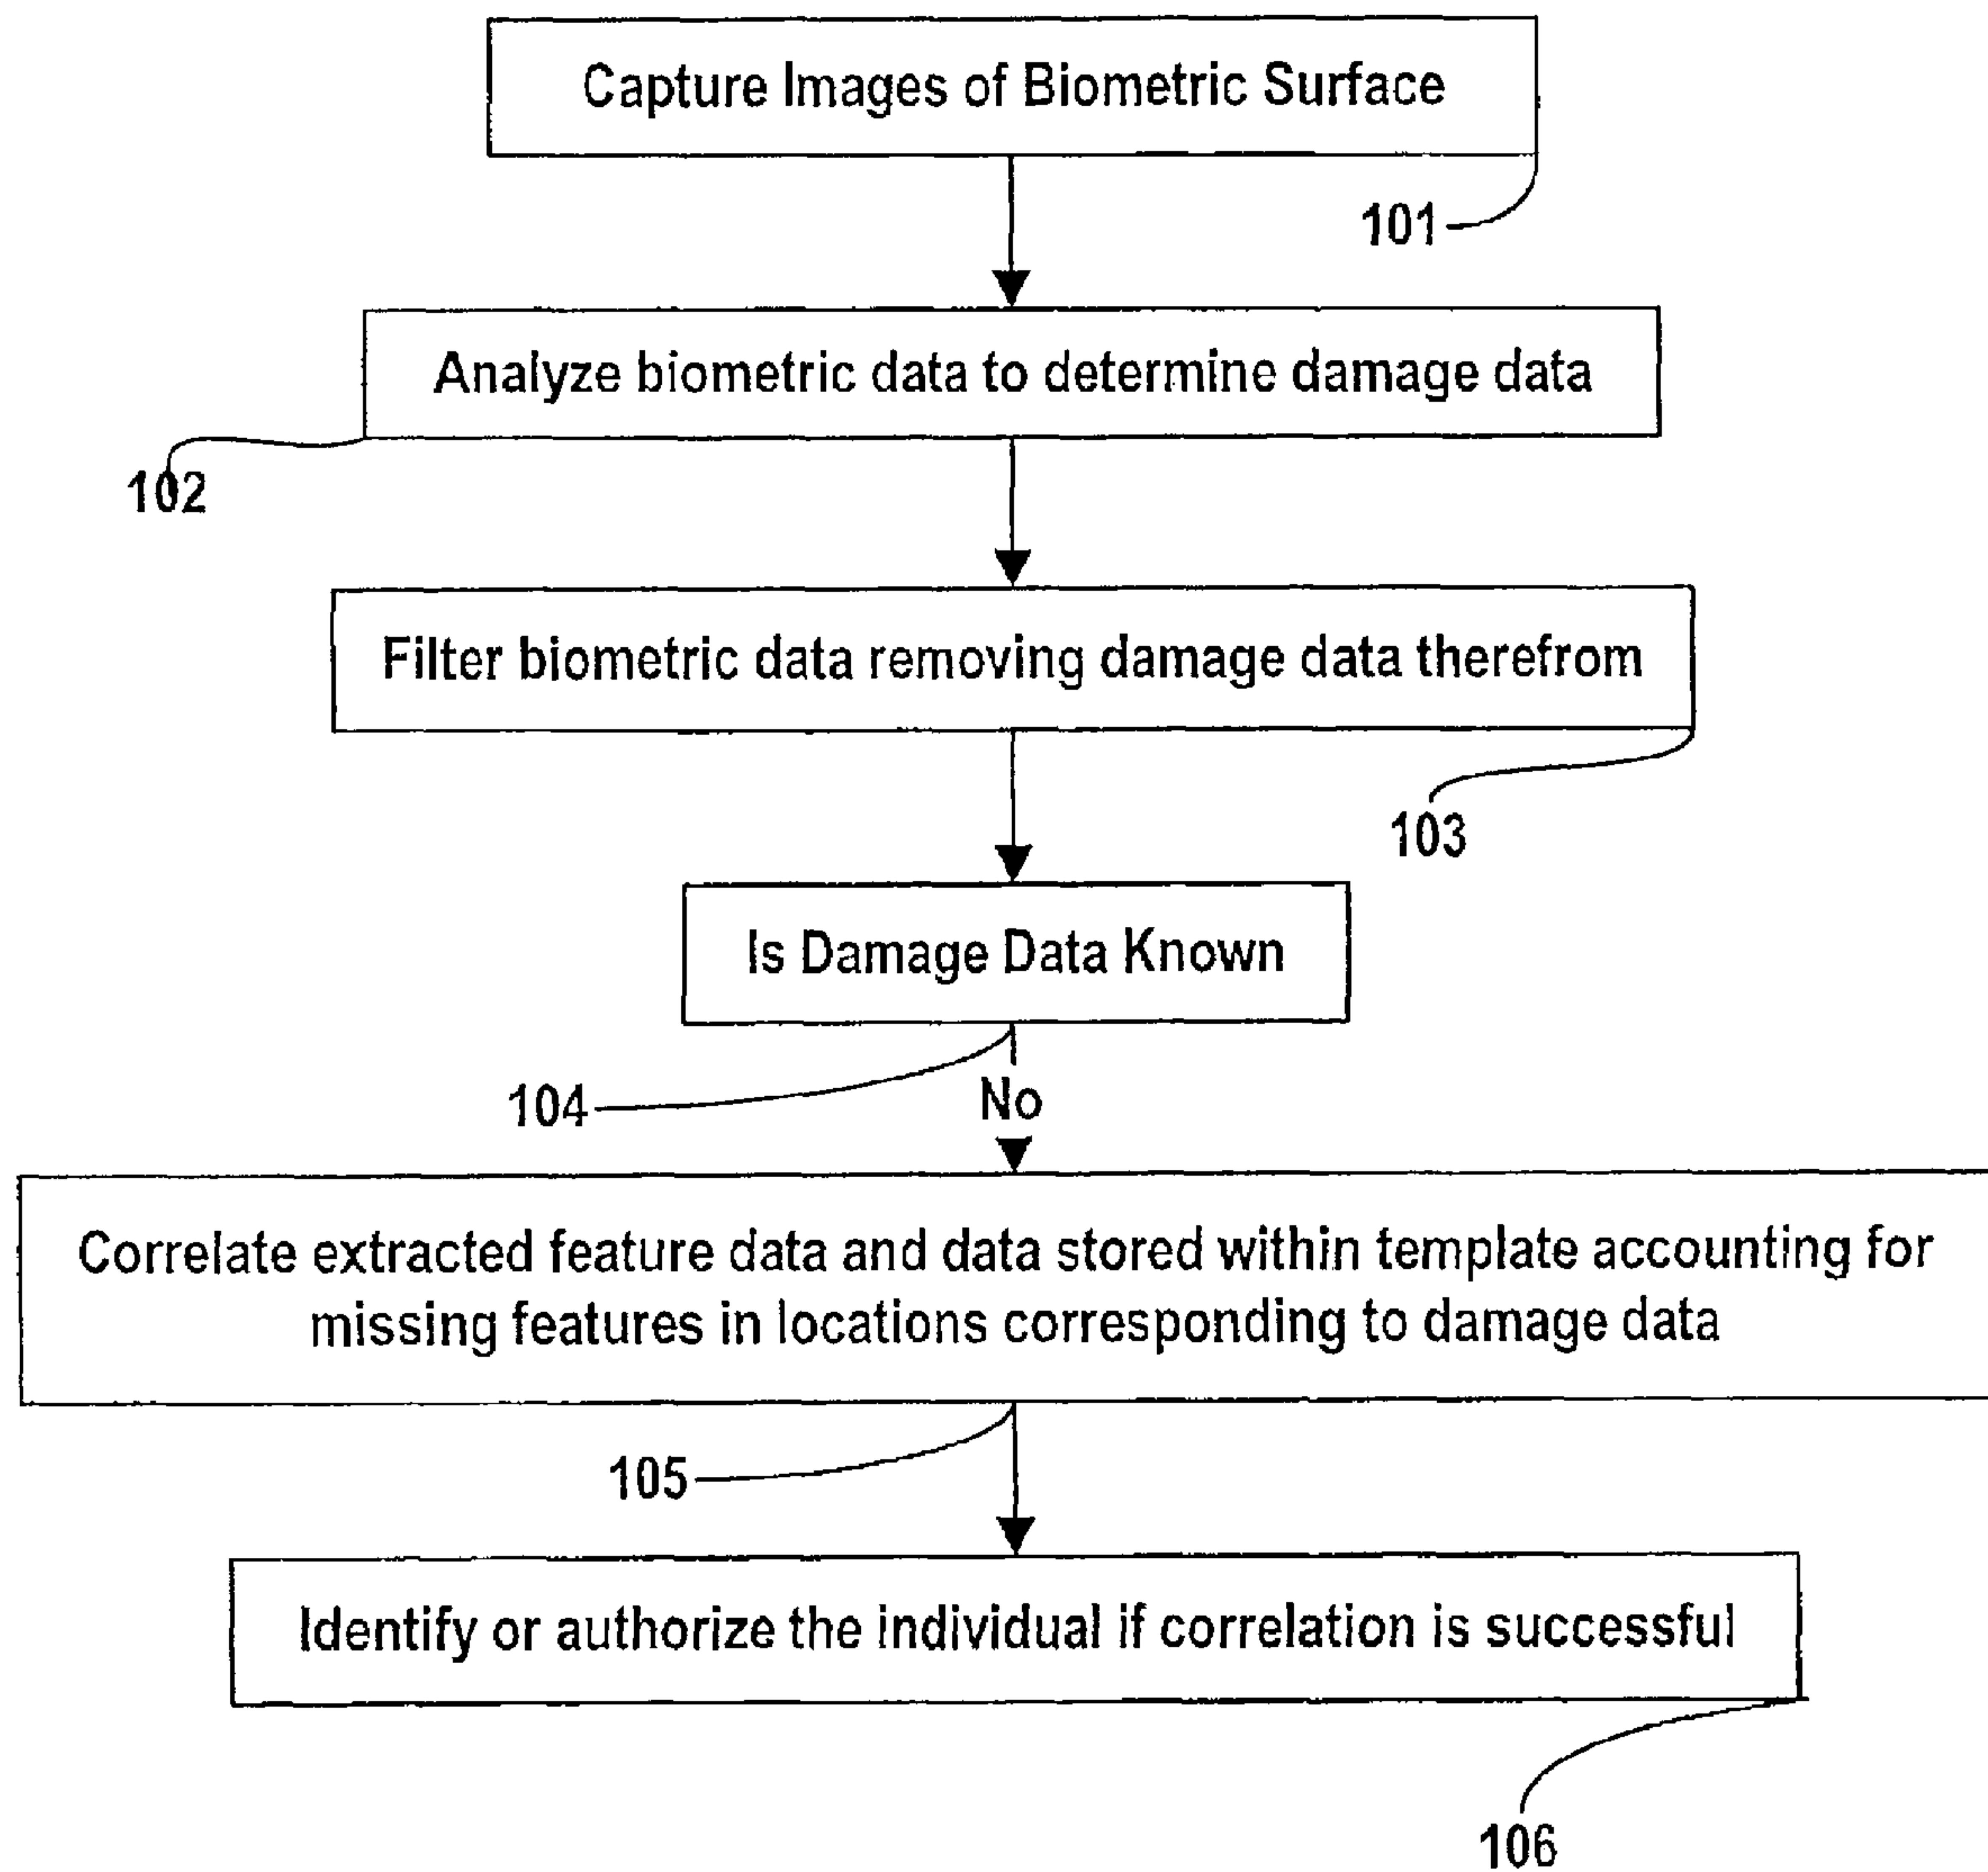 Capture Images of Biometric Surface
101
Analyze biometric data to determine damage data
102
Filter biometric data removing damage data therefrom
103
Is Damage Data Known
104
No
Correlate extracted feature data and data stored within template accounting for
missing features in locations corresponding to damage data
105
Identify or authorize the individual if correlation is successful
106